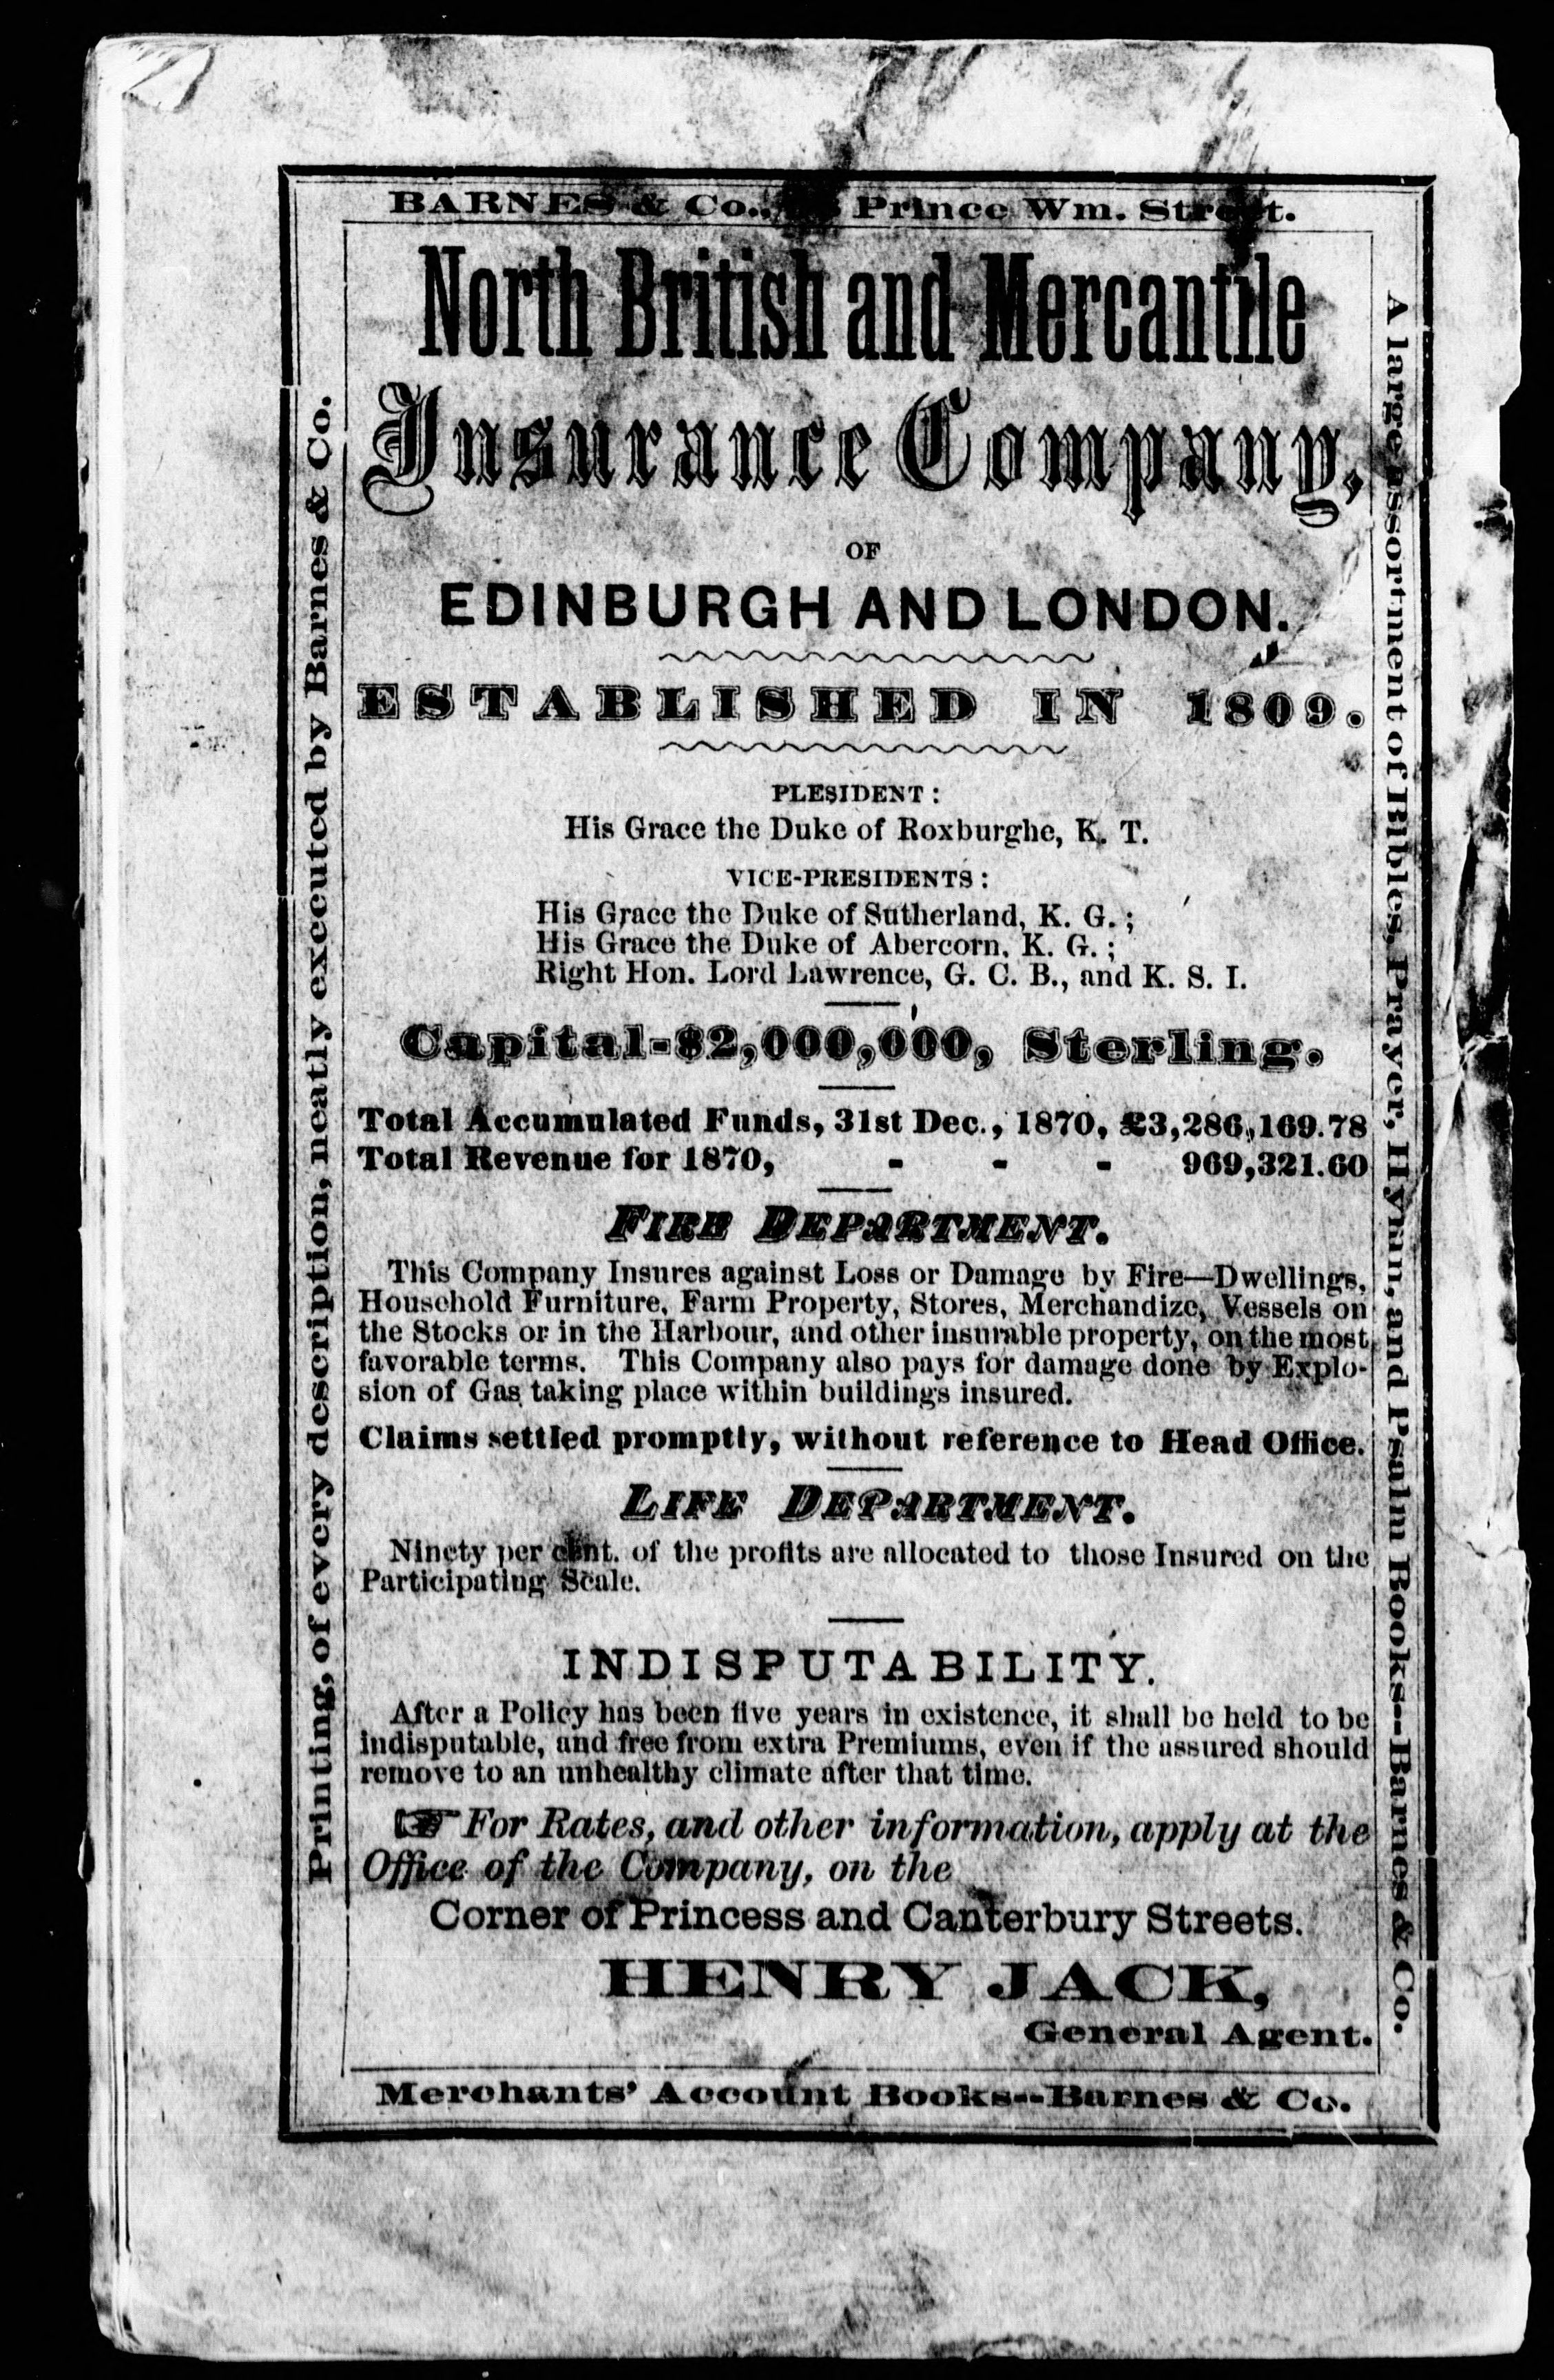 BARNES & Co., Prince Wm. Street.
North British and Mercantile
Insurance Company,
OF
EDINBURGH AND LONDON.
ESTABLISHED IN 1809.
PLESIDENT:
His Grace the Duke of Roxburghe, K. T.
VICE-PRESIDENTS:
His Grace the Duke of Sutherland, K. G.;
His Grace the Duke of Abercorn, K. G.;
Right Hon. Lord Lawrence, G. C. B., and K. S. I.
Capital-$2,000,000, Sterling.
Total Accumulated Funds, 31st Dec., 1870, £3,286,169.78
Total Revenue for 1870, - - - 969,321.60
FIRE DEPARTMENT.
This Company Insures against Loss or Damage by Fire—Dwellings,
Household Furniture, Farm Property, Stores, Merchandize, Vessels on
the Stocks or in the Harbour, and other insurable property, on the most
favorable terms. This Company also pays for damage done by Explo-
sion of Gas taking place within buildings insured.
Claims settled promptly, without reference to Head Office.
LIFE DEPARTMENT.
Ninety per cent. of the profits are allocated to those Insured on the
Participating Scale.
INDISPUTABILITY.
After a Policy has been five years in existence, it shall be held to be
indisputable, and free from extra Premiums, even if the assured should
remove to an unhealthy climate after that time.
☞ For Rates, and other information, apply at the
Office of the Company, on the
Corner of Princess and Canterbury Streets.
HENRY JACK,
General Agent.
Merchants' Account Books--Barnes & Co.
Printing, of every description, neatly executed by Barnes & Co.
A large assortment of Bibles, Prayer, Hymn, and Psalm Books--Barnes & Co.